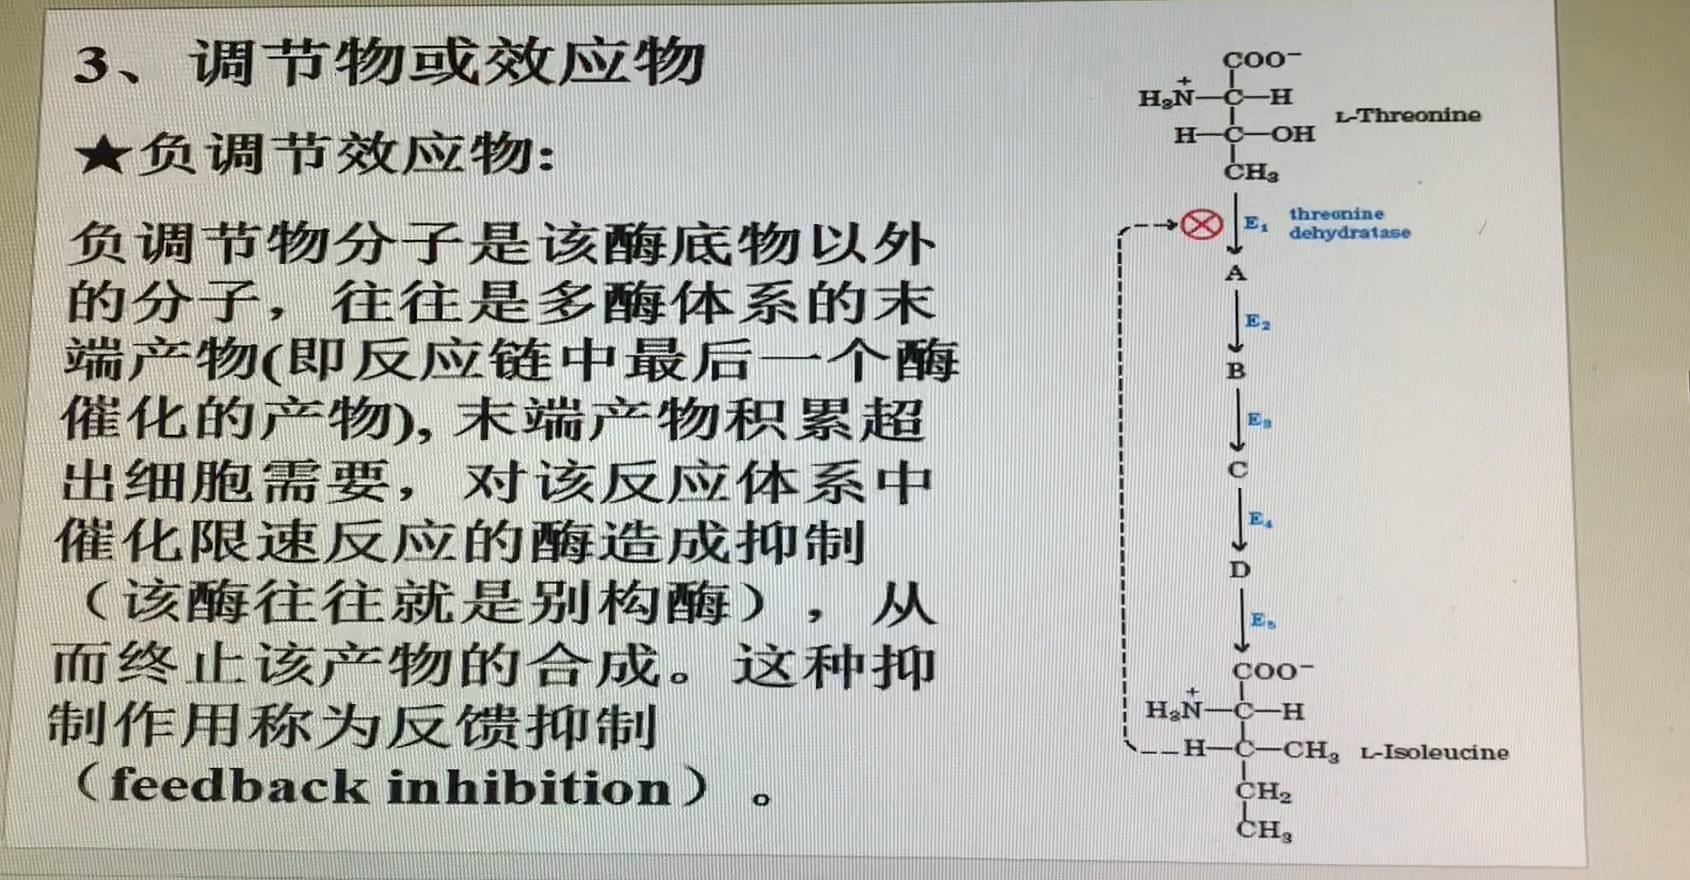 3、调节物或效应物
★负调节效应物:
负调节物分子是该酶底物以外
的分子，往往是多酶体系的末
端产物(即反应链中最后一个酶
催化的产物), 末端产物积累超
出细胞需要，对该反应体系中
催化限速反应的酶造成抑制
（该酶往往就是别构酶），从
而终止该产物的合成。这种抑
制作用称为反馈抑制
（feedback inhibition）。
COO⁻
H₃N⁺—C—H
H—C—OH
CH₃
L-Threonine
E₁
threonine
dehydratase
A
E₂
B
E₃
C
E₄
D
E₅
COO⁻
H₃N⁺—C—H
H—C—CH₃
L-Isoleucine
CH₂
CH₃